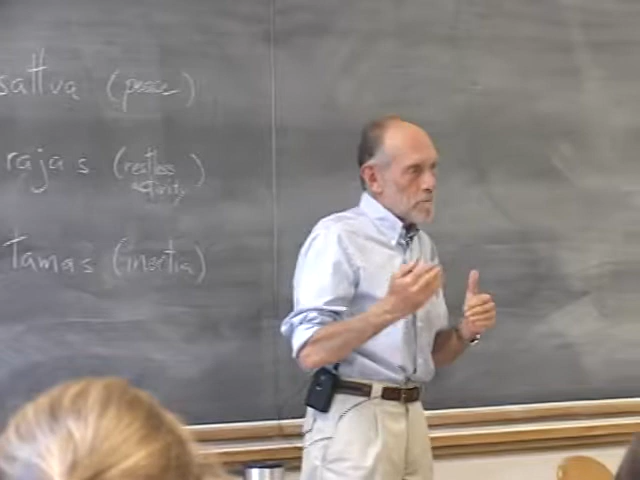 sattva (peace)
rajas (restless
activity)
tamas (inertia)